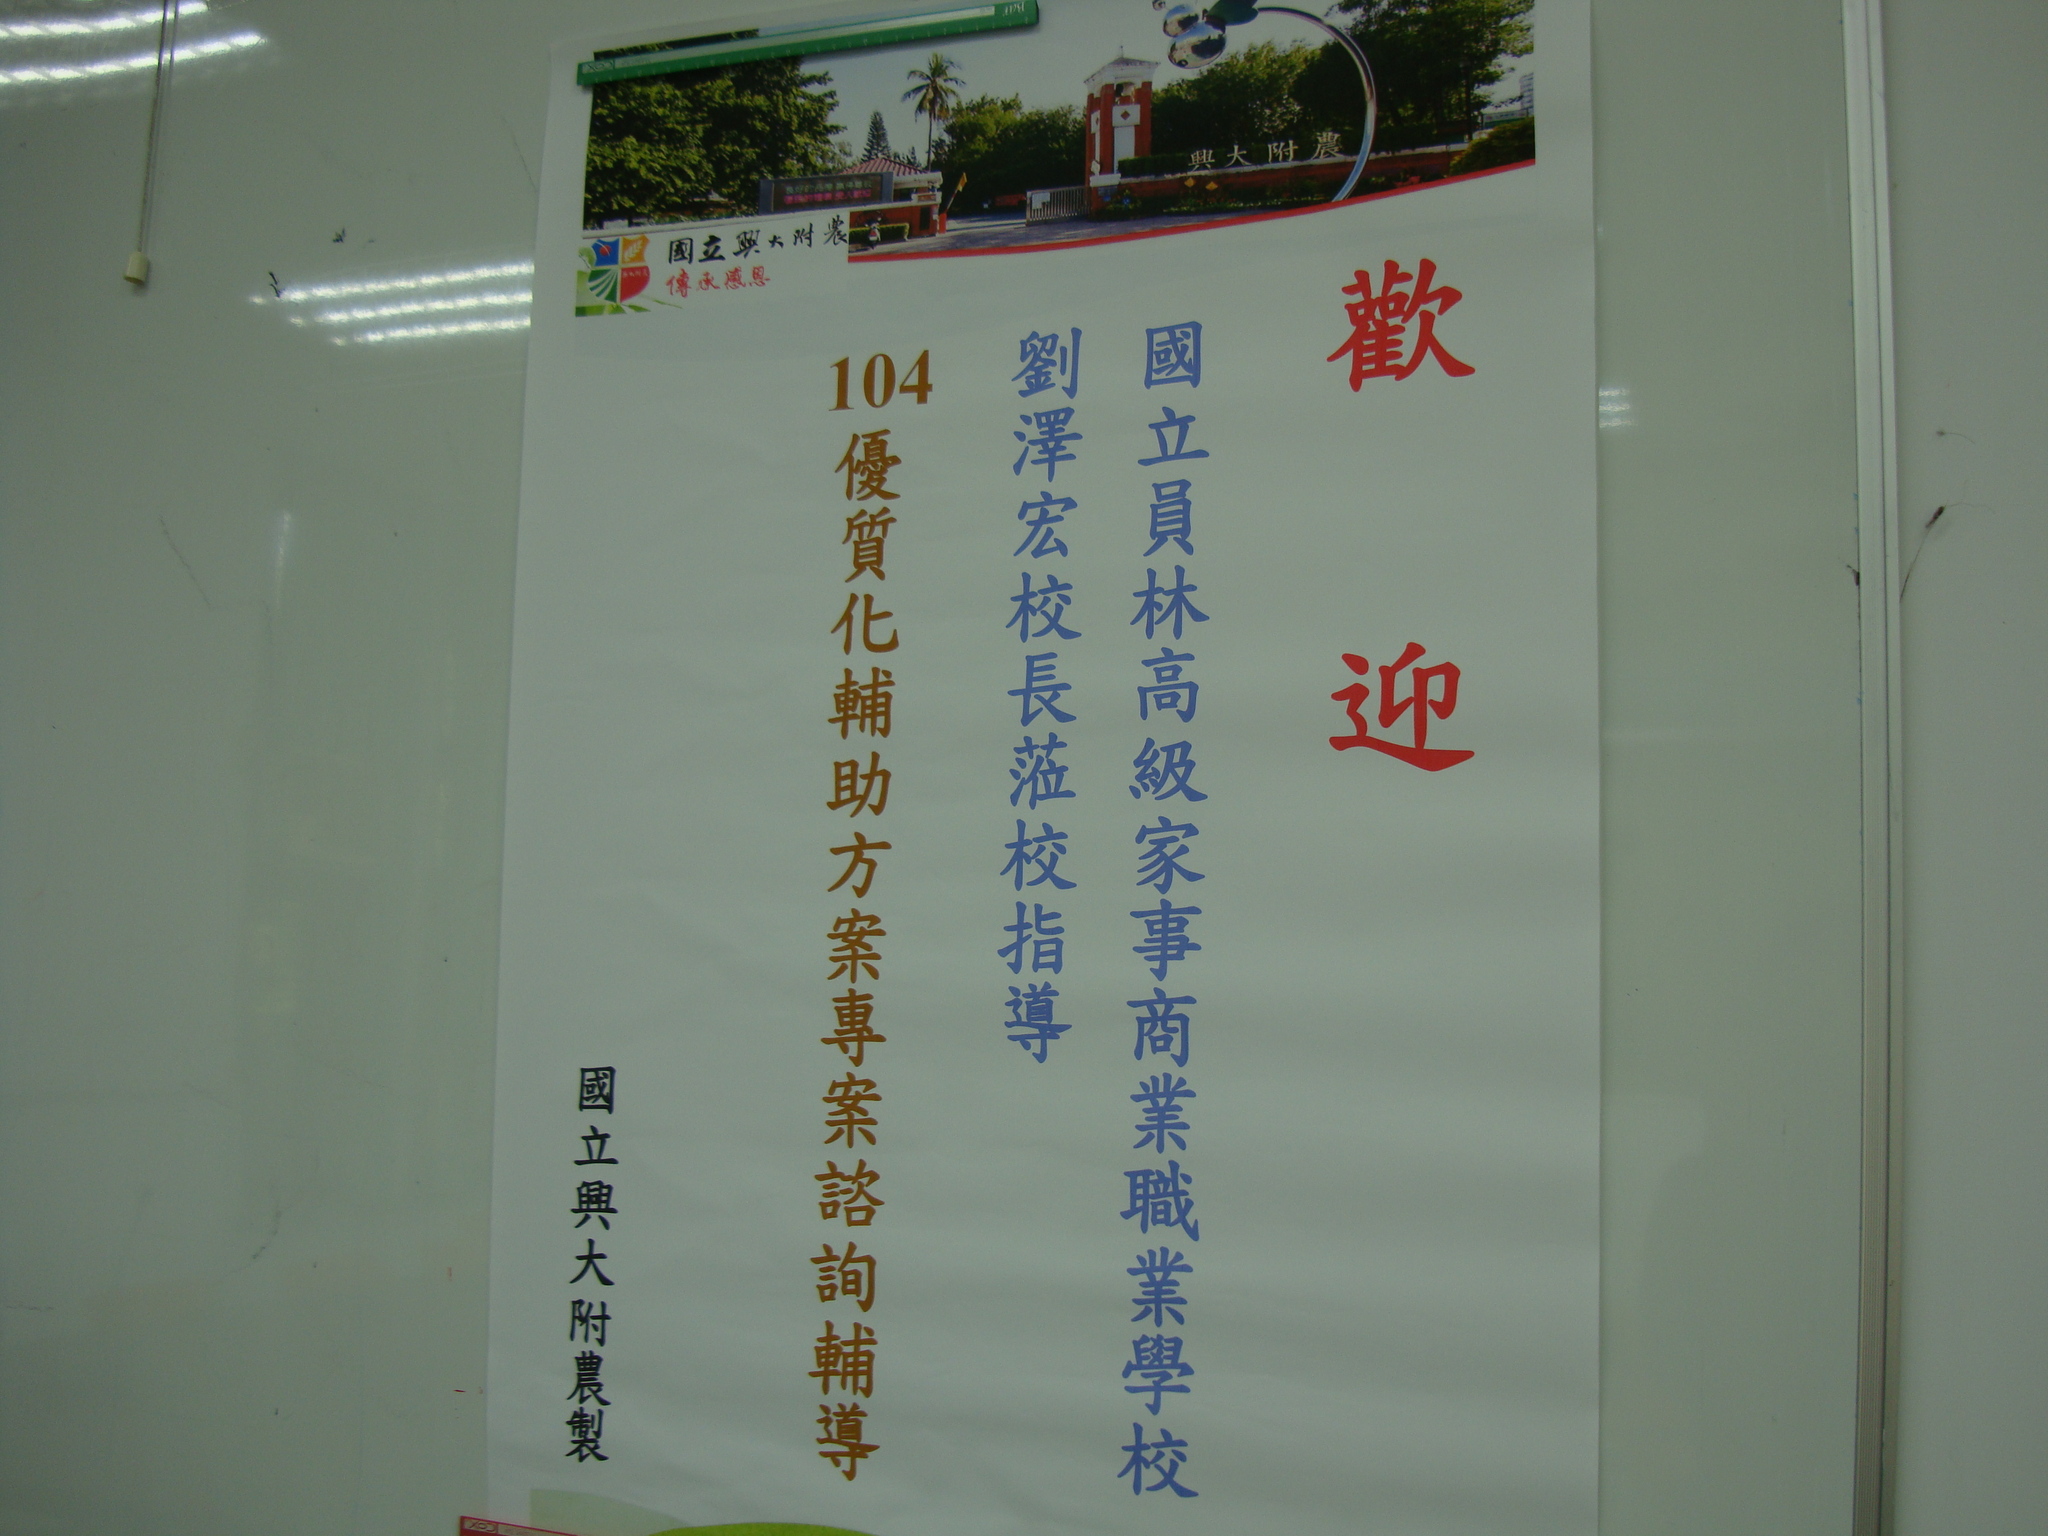 興大附農
國立興大附農
傳承感恩
歡迎
國立員林高級家事商業職業學校
劉澤宏校長蒞校指導
104優質化輔助方案專案諮詢輔導
國立興大附農製